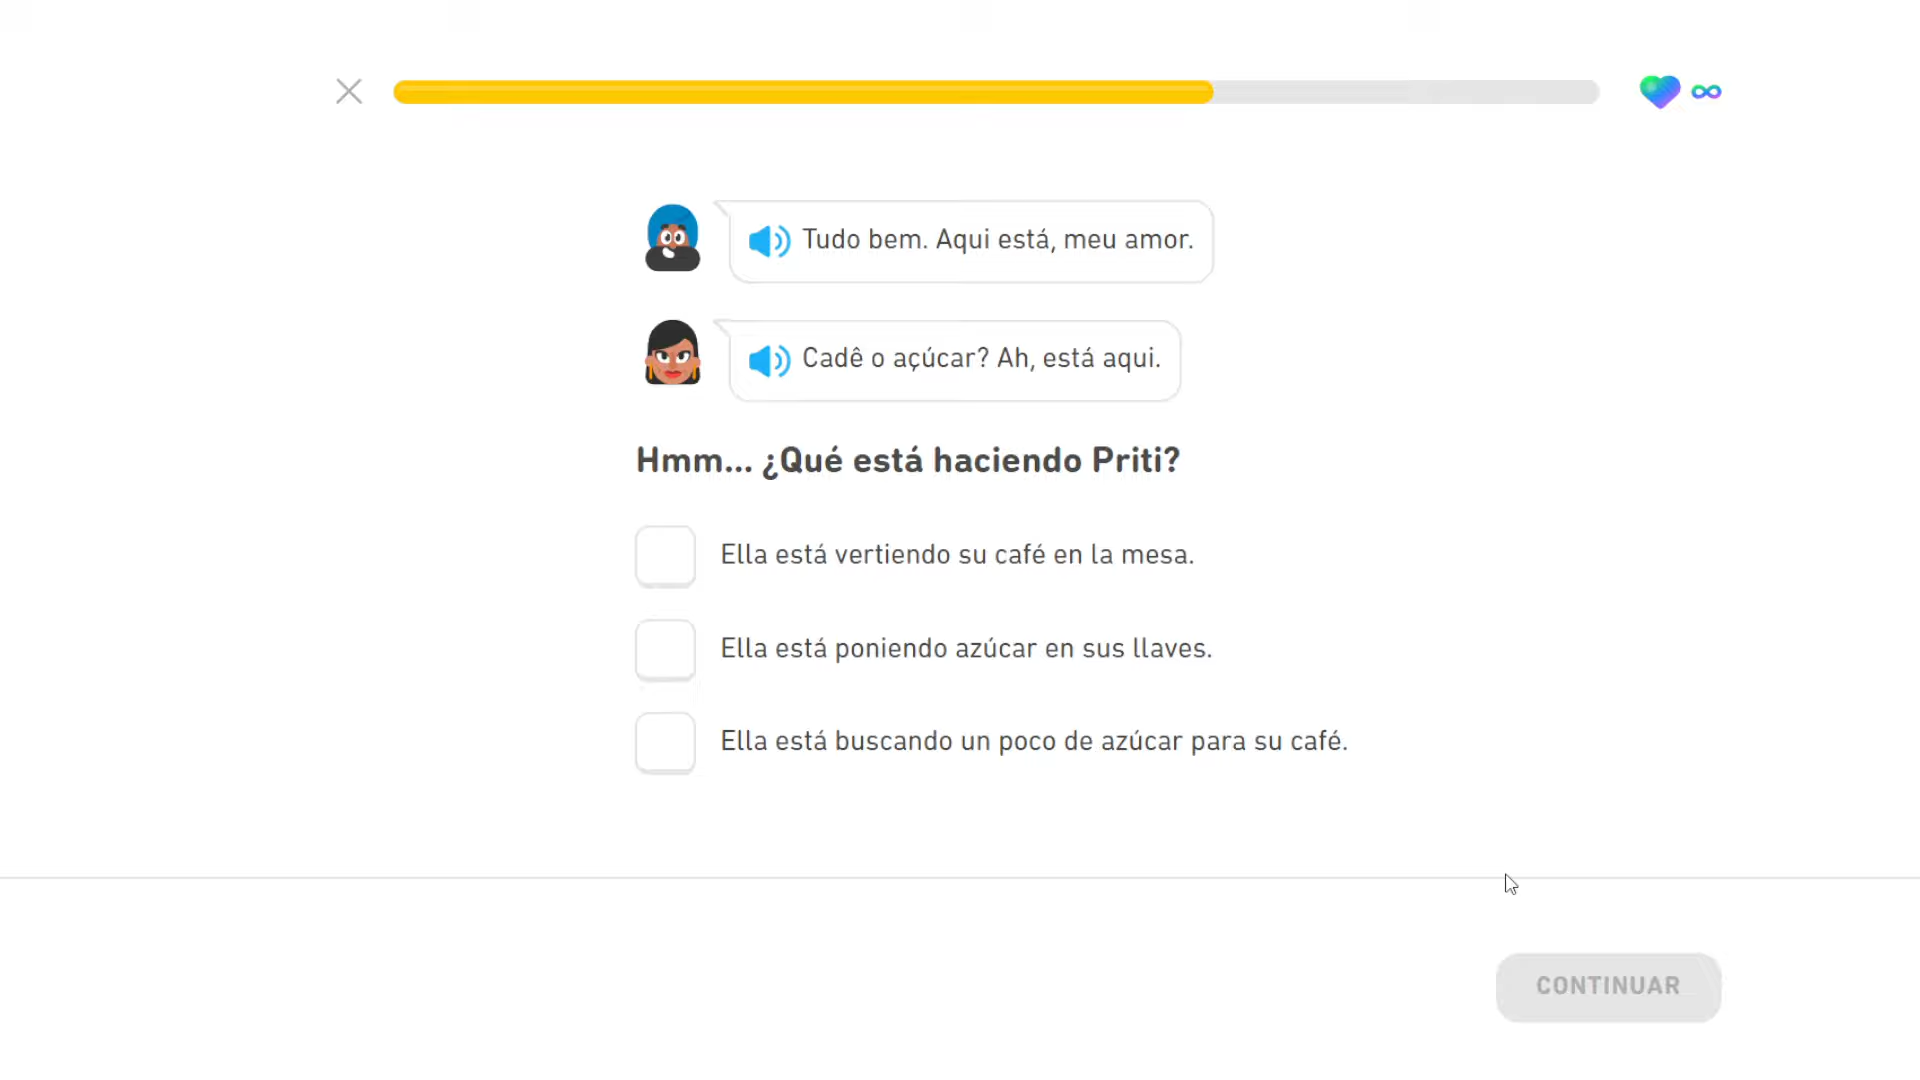 Tudo bem. Aqui está, meu amor.
Cadê o açúcar? Ah, está aqui.
Hmm... ¿Qué está haciendo Priti?
Ella está vertiendo su café en la mesa.
Ella está poniendo azúcar en sus llaves.
Ella está buscando un poco de azúcar para su café.
CONTINUAR